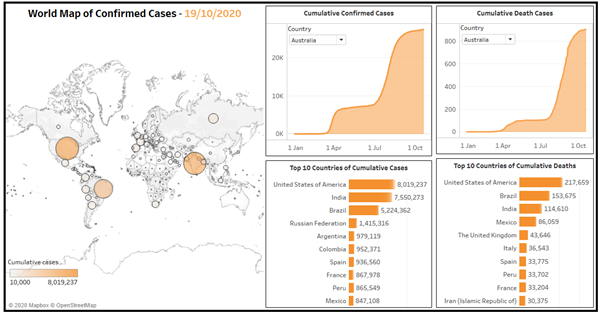 World Map of Confirmed Cases - 19/10/2020
Cumulative cases
10,000 8,019,237
© 2020 Mapbox © OpenStreetMap
Cumulative Confirmed Cases
Country
Australia
20K
10K
0K
1 Jan 1 Apr 1 Jul 1 Oct
Cumulative Death Cases
Country
Australia
800
600
400
200
0
1 Jan 1 Apr 1 Jul 1 Oct
Top 10 Countries of Cumulative Cases
United States of America 8,019,237
India 7,550,273
Brazil 5,224,362
Russian Federation 1,415,316
Argentina 979,119
Colombia 952,371
Spain 936,560
France 867,978
Peru 865,549
Mexico 847,108
Top 10 Countries of Cumulative Deaths
United States of America 217,659
Brazil 153,675
India 114,610
Mexico 86,059
The United Kingdom 43,646
Italy 36,543
Spain 33,775
Peru 33,702
France 33,204
Iran (Islamic Republic of) 30,375